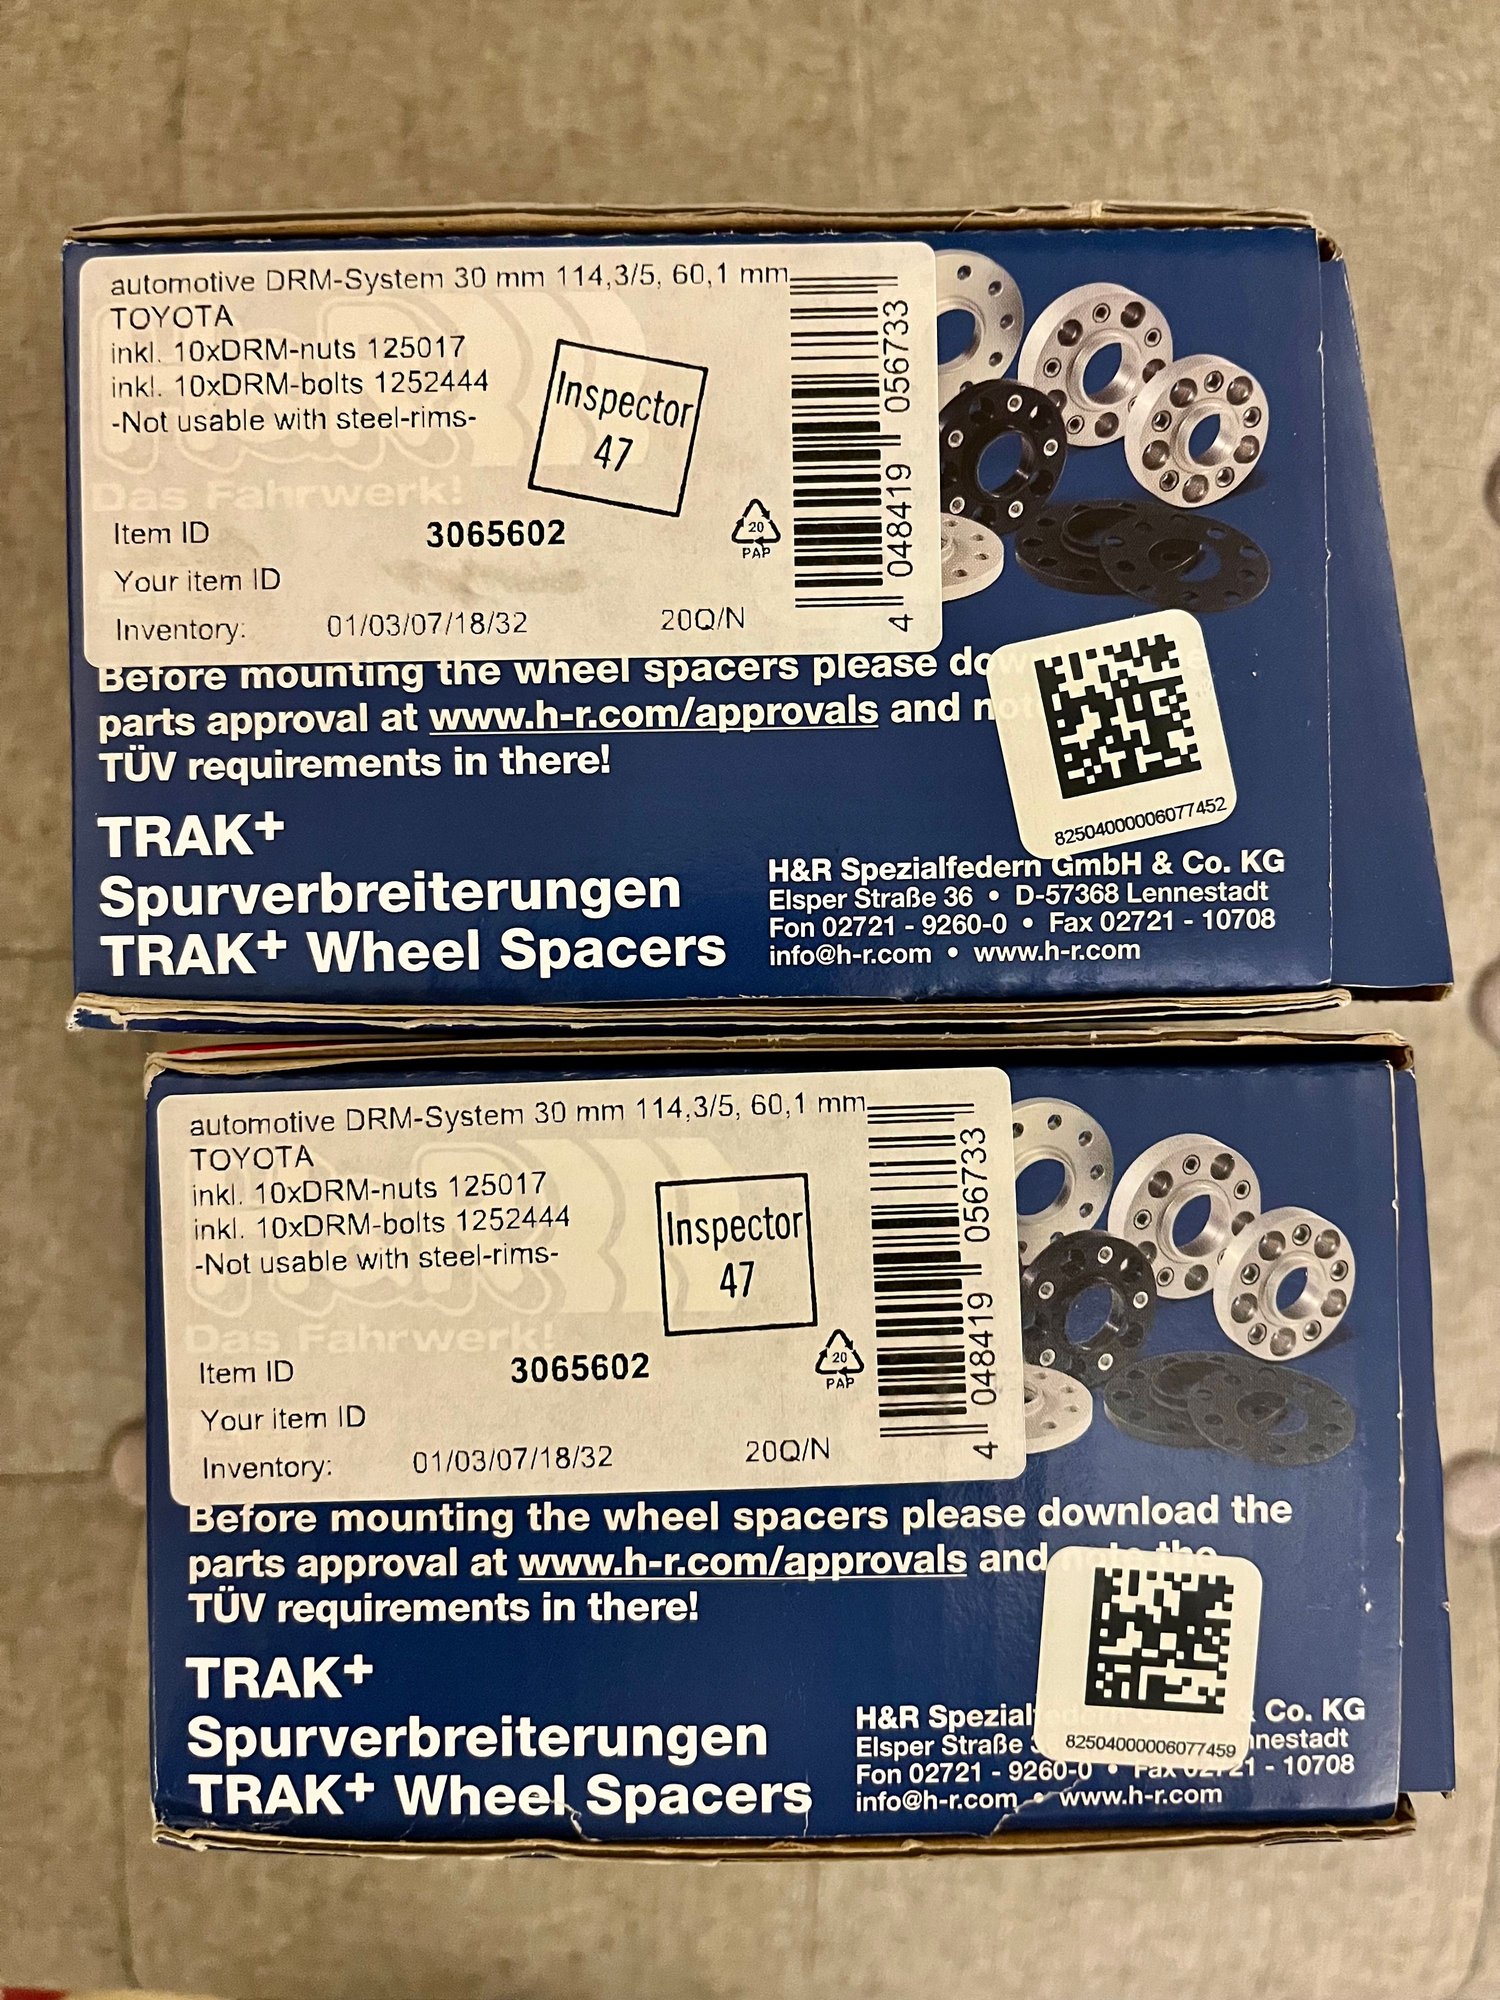 automotive DRM-System 30 mm 114,3/5, 60,1 mm
TOYOTA
inkl. 10xDRM-nuts 125017
inkl. 10xDRM-bolts 1252444
-Not usable with steel-rims-
Inspector
47
Das Fahrwerk!
Item ID 3065602
20
PAP
Your item ID
Inventory: 01/03/07/18/32 20Q/N
4 048419 056733
Before mounting the wheel spacers please
parts approval at www.h-r.com/approvals and
TÜV requirements in there!
82504000006077452
TRAK+
Spurverbreiterungen
TRAK+ Wheel Spacers
H&R Spezialfedern GmbH & Co. KG
Elsper Straße 36 • D-57368 Lennestadt
Fon 02721 - 9260-0 • Fax 02721 - 10708
info@h-r.com • www.h-r.com
automotive DRM-System 30 mm 114,3/5, 60,1 mm
TOYOTA
inkl. 10xDRM-nuts 125017
inkl. 10xDRM-bolts 1252444
-Not usable with steel-rims-
Inspector
47
Das Fahrwerk!
Item ID 3065602
20
PAP
Your item ID
Inventory: 01/03/07/18/32 20Q/N
4 048419 056733
Before mounting the wheel spacers please download the
parts approval at www.h-r.com/approvals and note the
TÜV requirements in there!
82504000006077459
TRAK+
Spurverbreiterungen
TRAK+ Wheel Spacers
H&R Co. KG
Elsper Straße
Fon 02721 - 9260-0 • Fax 02721 - 10708
info@h-r.com • www.h-r.com